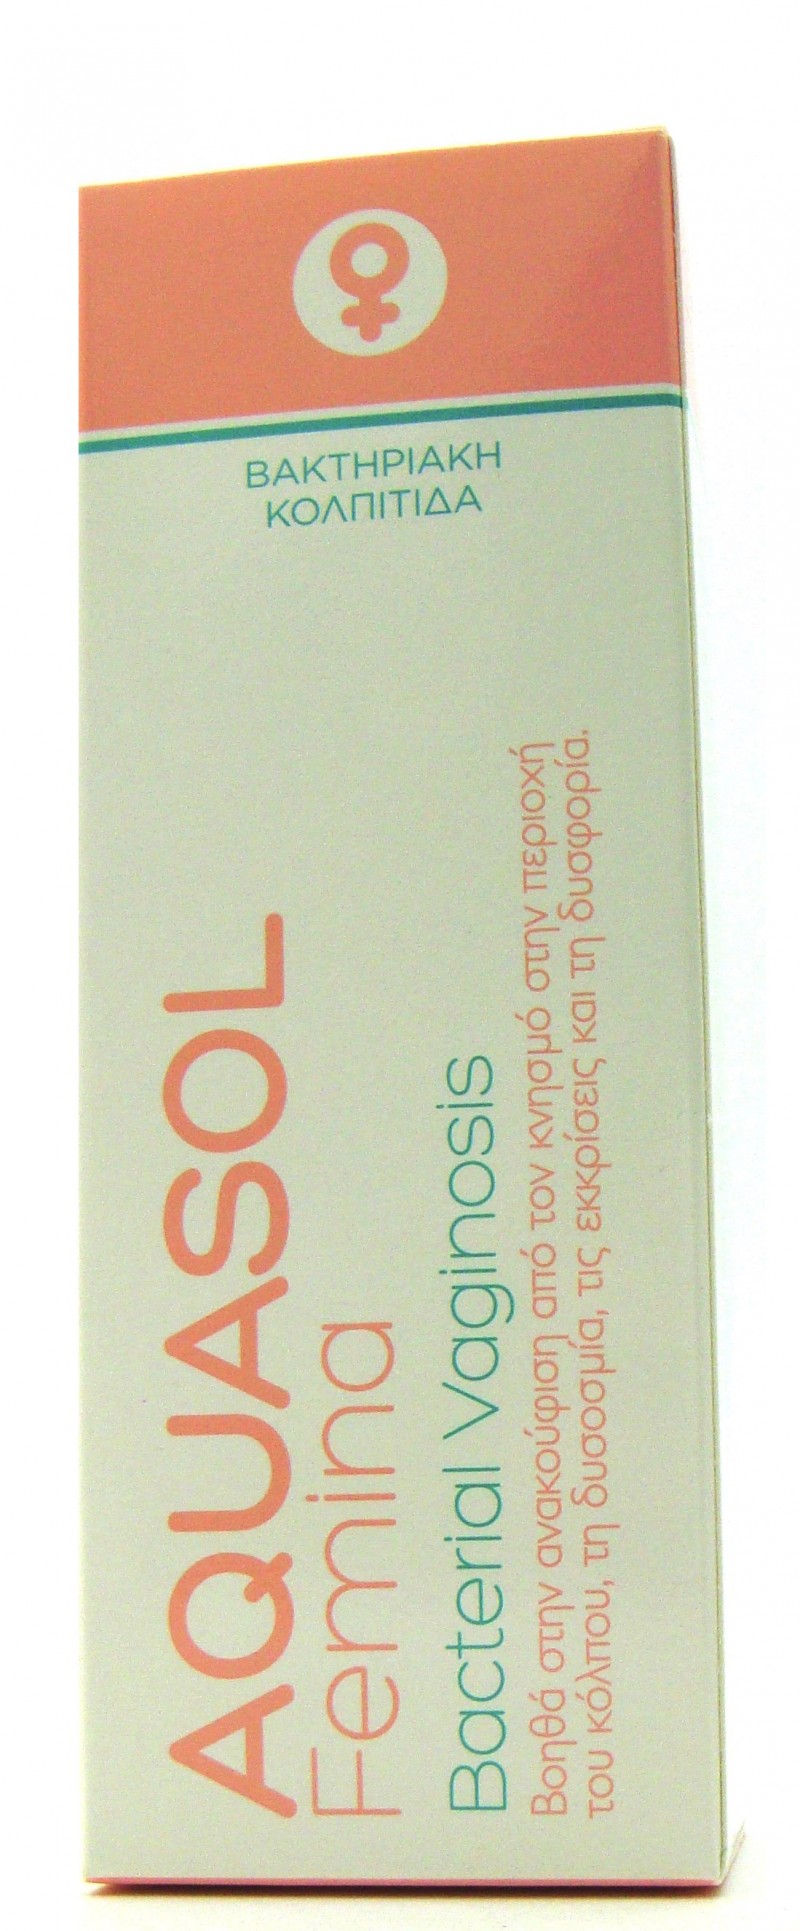 ΒΑΚΤΗΡΙΑΚΗ
ΚΟΛΠΙΤΙΔΑ
AQUASOL
Femina
Bacterial Vaginosis
Βοηθά στην ανακούφιση από τον κνησμό στην περιοχή
του κόλπου, τη δυσοσμία, τις εκκρίσεις και τη δυσφορία.